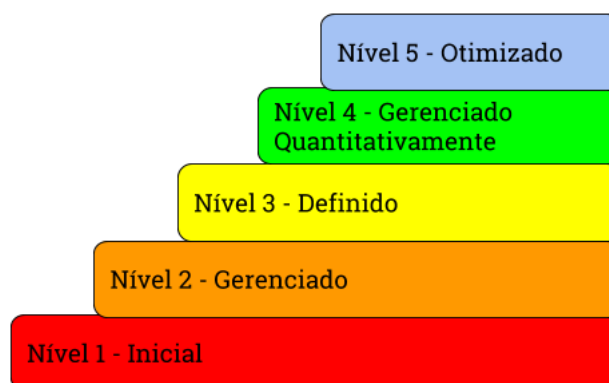 Nível 5 - Otimizado
Nível 4 - Gerenciado
Quantitativamente
Nível 3 - Definido
Nível 2 - Gerenciado
Nível 1 - Inicial